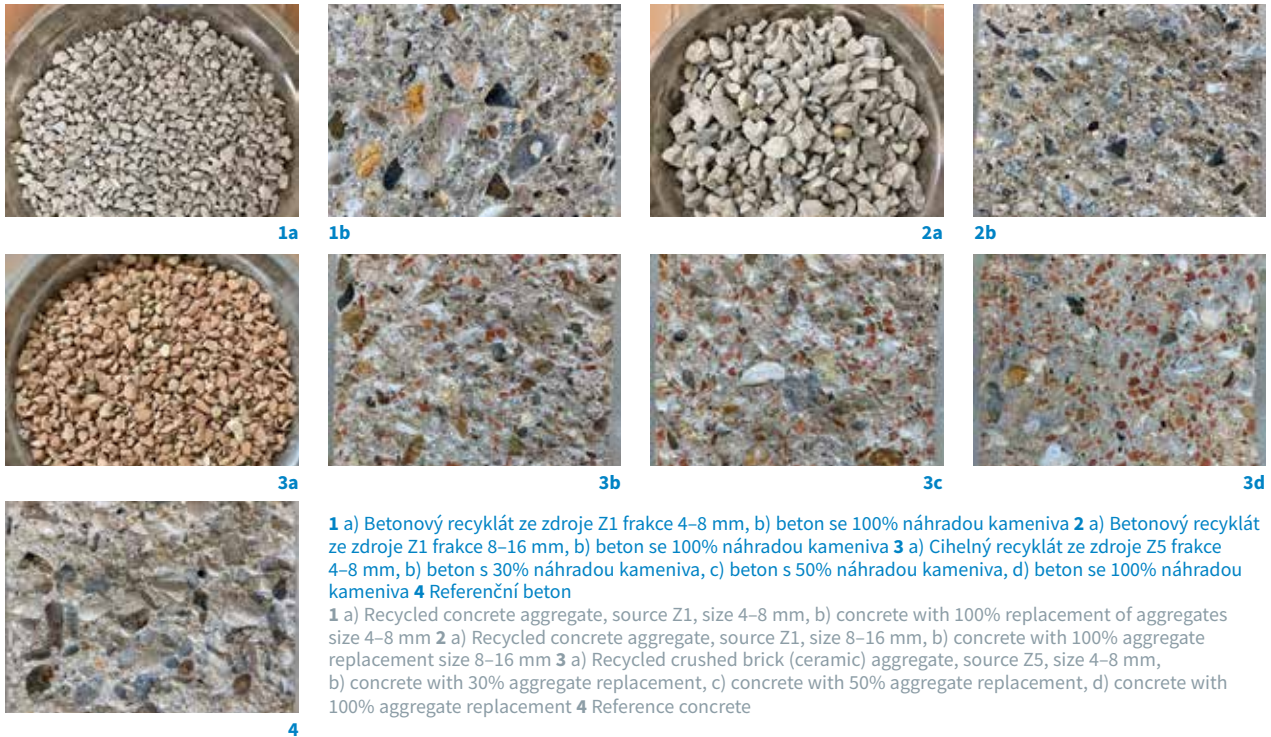 1a
1b
2a
2b
3a
3b
3c
3d
4
1 a) Betonový recyklát ze zdroje Z1 frakce 4–8 mm, b) beton se 100% náhradou kameniva 2 a) Betonový recyklát
ze zdroje Z1 frakce 8–16 mm, b) beton se 100% náhradou kameniva 3 a) Cihelný recyklát ze zdroje Z5 frakce
4–8 mm, b) beton s 30% náhradou kameniva, c) beton s 50% náhradou kameniva, d) beton se 100% náhradou
kameniva 4 Referenční beton
1 a) Recycled concrete aggregate, source Z1, size 4–8 mm, b) concrete with 100% replacement of aggregates
size 4–8 mm 2 a) Recycled concrete aggregate, source Z1, size 8–16 mm, b) concrete with 100% aggregate
replacement size 8–16 mm 3 a) Recycled crushed brick (ceramic) aggregate, source Z5, size 4–8 mm,
b) concrete with 30% aggregate replacement, c) concrete with 50% aggregate replacement, d) concrete with
100% aggregate replacement 4 Reference concrete